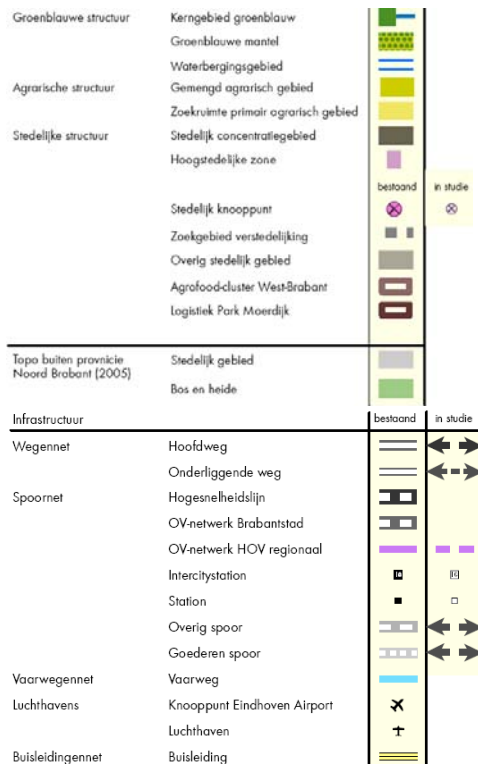 Groenblauwe structuur Kerngebied groenblauw
Groenblauwe mantel
Waterbergingsgebied
Agrarische structuur Gemengd agrarisch gebied
Zoekruimte primair agrarisch gebied
Stedelijke structuur Stedelijk concentratiegebied
Hoogstedelijke zone
bestaand in studie
Stedelijk knooppunt
Zoekgebied verstedelijking
Overig stedelijk gebied
Agrofood-cluster West-Brabant
Logistiek Park Moerdijk
Topo buiten provnicie Stedelijk gebied
Noord Brabant (2005)
Bos en heide
Infrastructuur bestaand in studie
Wegennet Hoofdweg
Onderliggende weg
Spoornet Hogesnelheidslijn
OV-netwerk Brabantstad
OV-netwerk HOV regionaal
Intercitystation
Station
Overig spoor
Goederen spoor
Vaarwegennet Vaarweg
Luchthavens Knooppunt Eindhoven Airport
Luchthaven
Buisleidingennet Buisleiding